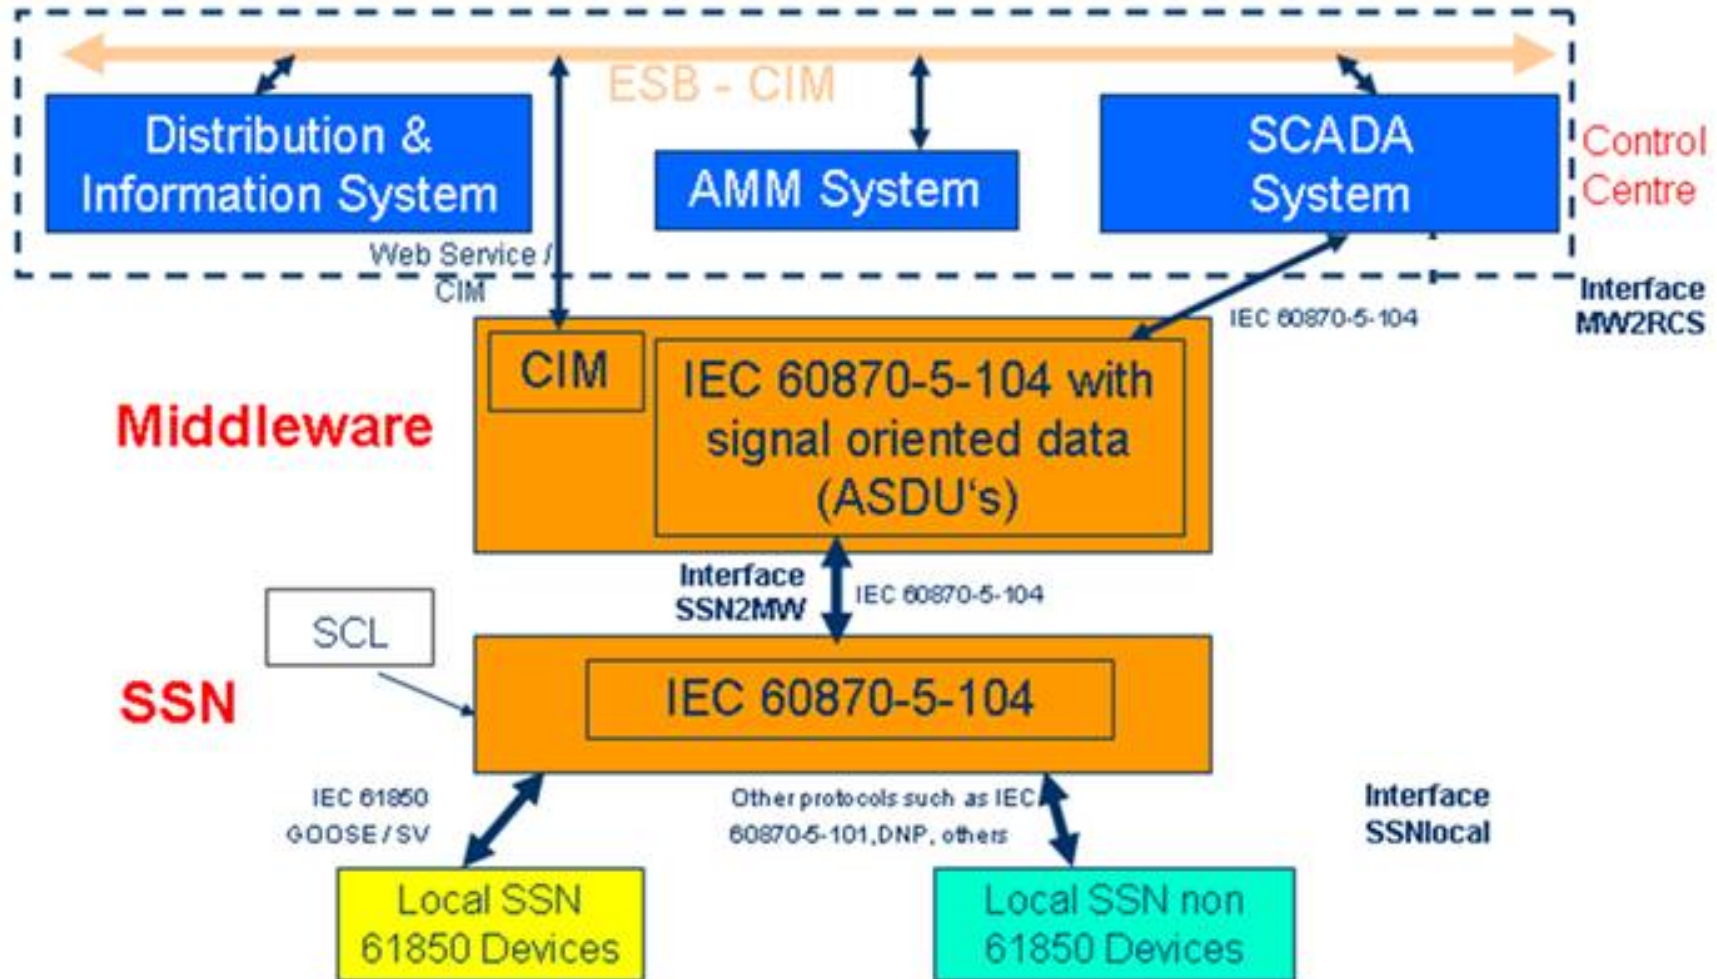 ESB - CIM
Distribution &
Information System
AMM System
SCADA
System
Control
Centre
Web Service /
CIM
IEC 60870-5-104
Interface
MW2RCS
Middleware
CIM
IEC 60870-5-104 with
signal oriented data
(ASDU‘s)
Interface
SSN2MW
IEC 60870-5-104
SCL
SSN
IEC 60870-5-104
IEC 61850
GOOSE / SV
Other protocols such as IEC
60870-5-101,DNP, others
Interface
SSNlocal
Local SSN
61850 Devices
Local SSN non
61850 Devices